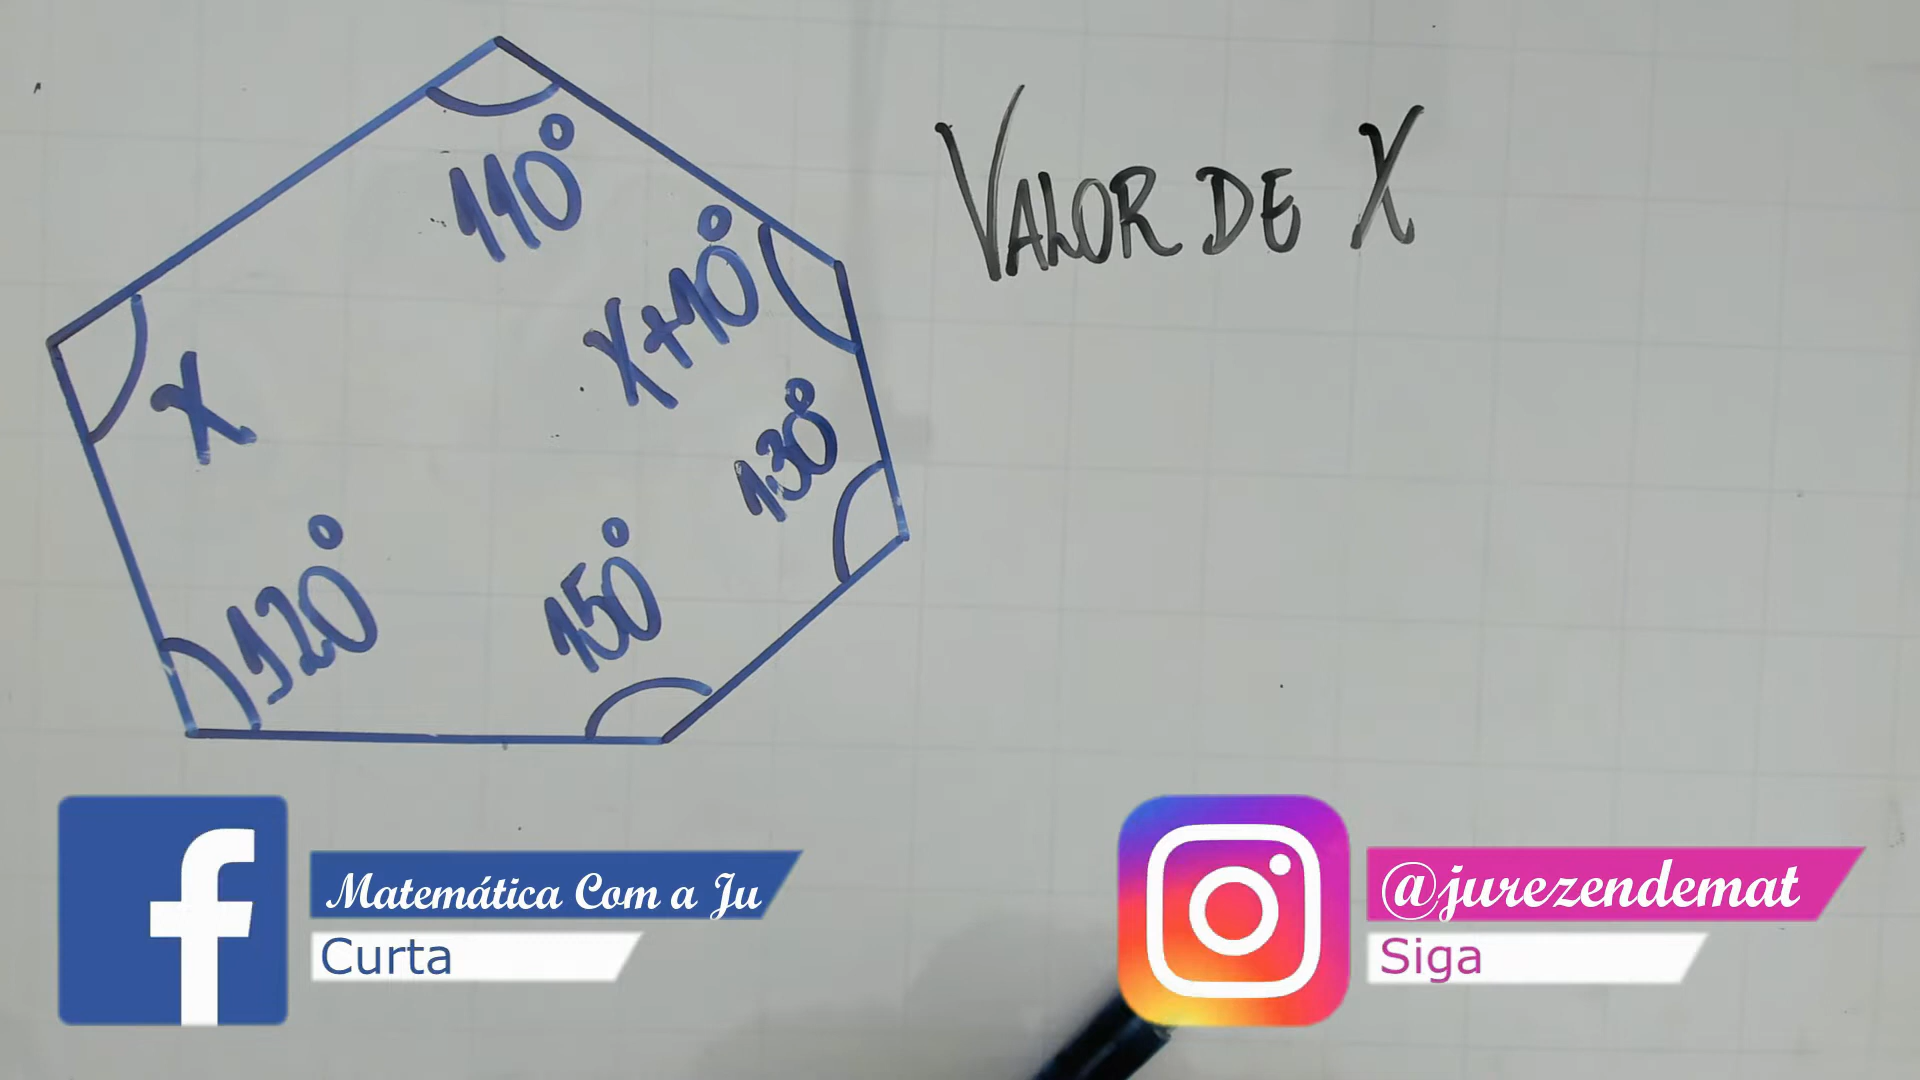 110°
VALOR DE X
X+10°
X
130°
120°
150°
Matemática Com a Ju
Curta
@jurezendemat
Siga